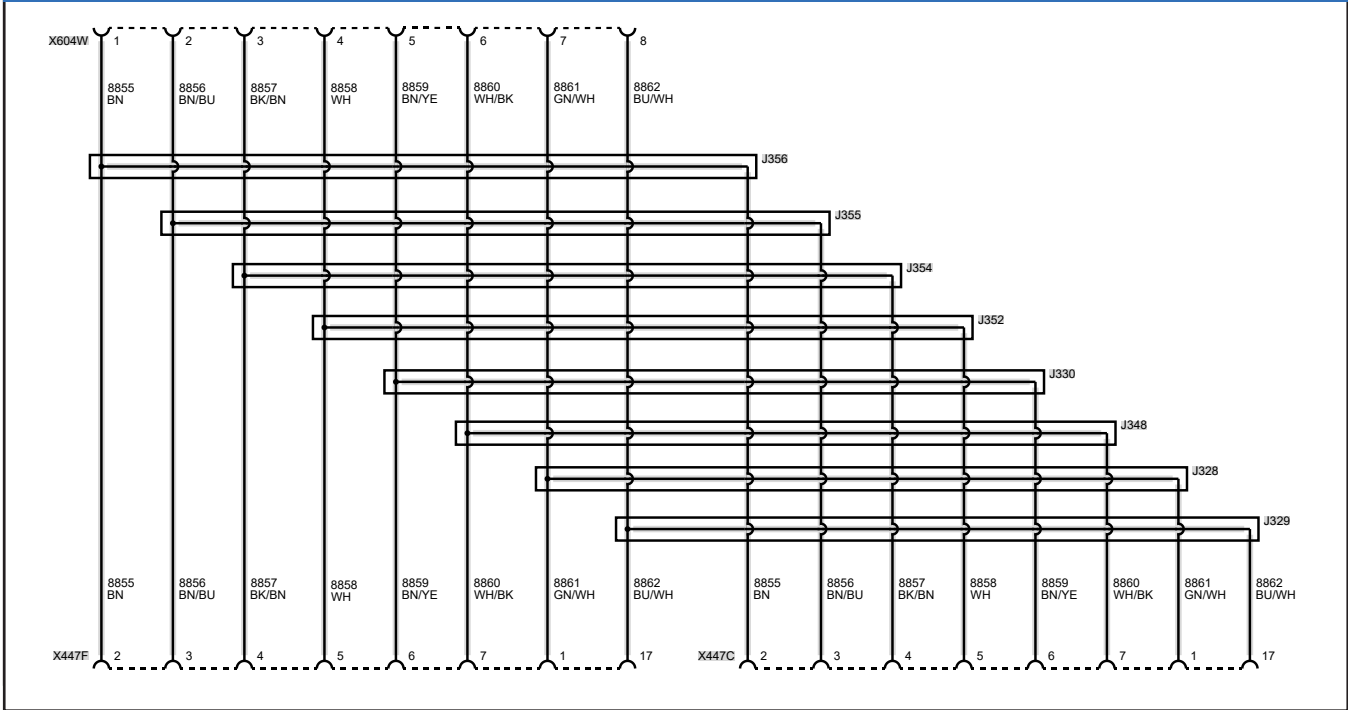 X604W 1 2 3 4 5 6 7 8
8855 8856 8857 8858 8859 8860 8861 8862
BN BN/BU BK/BN WH BN/YE WH/BK GN/WH BU/WH
J356
J355
J354
J352
J330
J348
J328
J329
8855 8856 8857 8858 8859 8860 8861 8862 8855 8856 8857 8858 8859 8860 8861 8862
BN BN/BU BK/BN WH BN/YE WH/BK GN/WH BU/WH BN BN/BU BK/BN WH BN/YE WH/BK GN/WH BU/WH
X447F 2 3 4 5 6 7 1 17 X447C 2 3 4 5 6 7 1 17